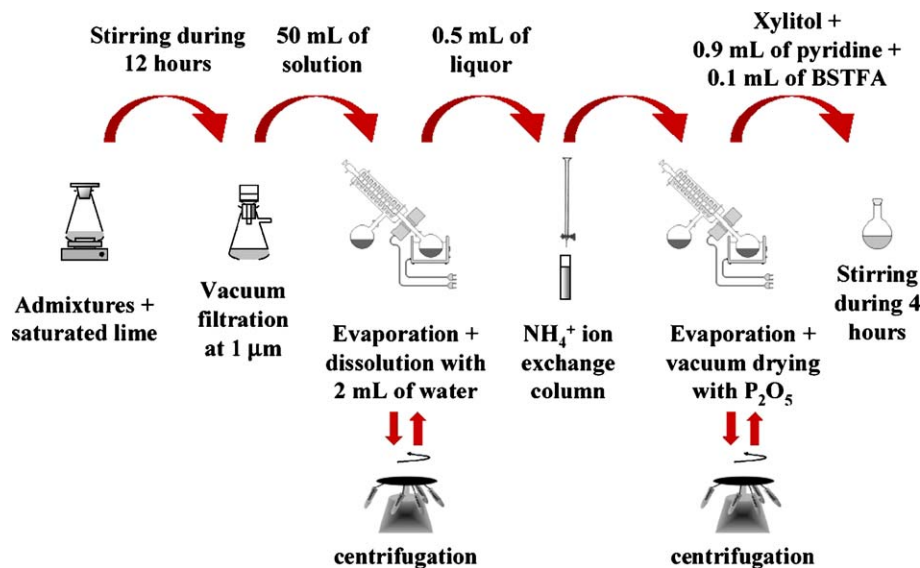 Stirring during
12 hours
50 mL of
solution
0.5 mL of
liquor
Xylitol +
0.9 mL of pyridine +
0.1 mL of BSTFA
Admixtures +
saturated lime
Vacuum
filtration
at 1 μm
Evaporation +
dissolution with
2 mL of water
NH₄⁺ ion
exchange
column
Evaporation +
vacuum drying
with P₂O₅
Stirring
during 4
hours
centrifugation
centrifugation